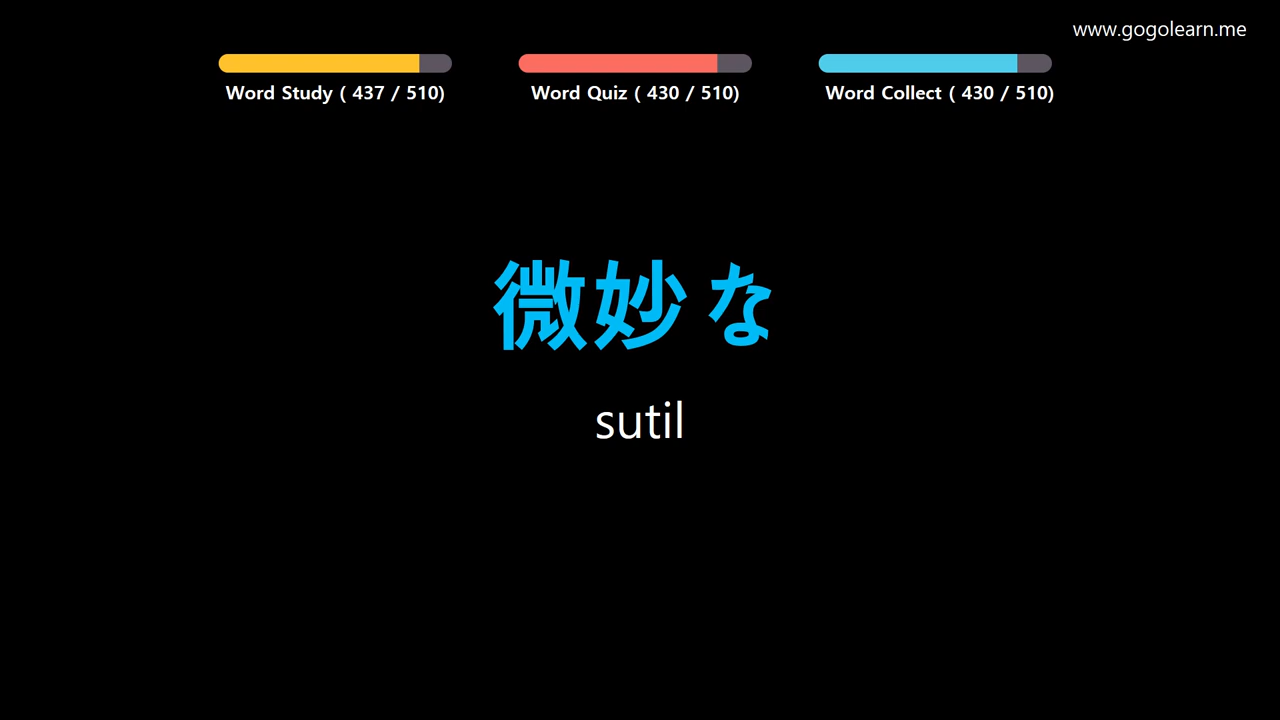 www.gogolearn.me
Word Study ( 437 / 510)
Word Quiz ( 430 / 510)
Word Collect ( 430 / 510)
微妙な
sutil